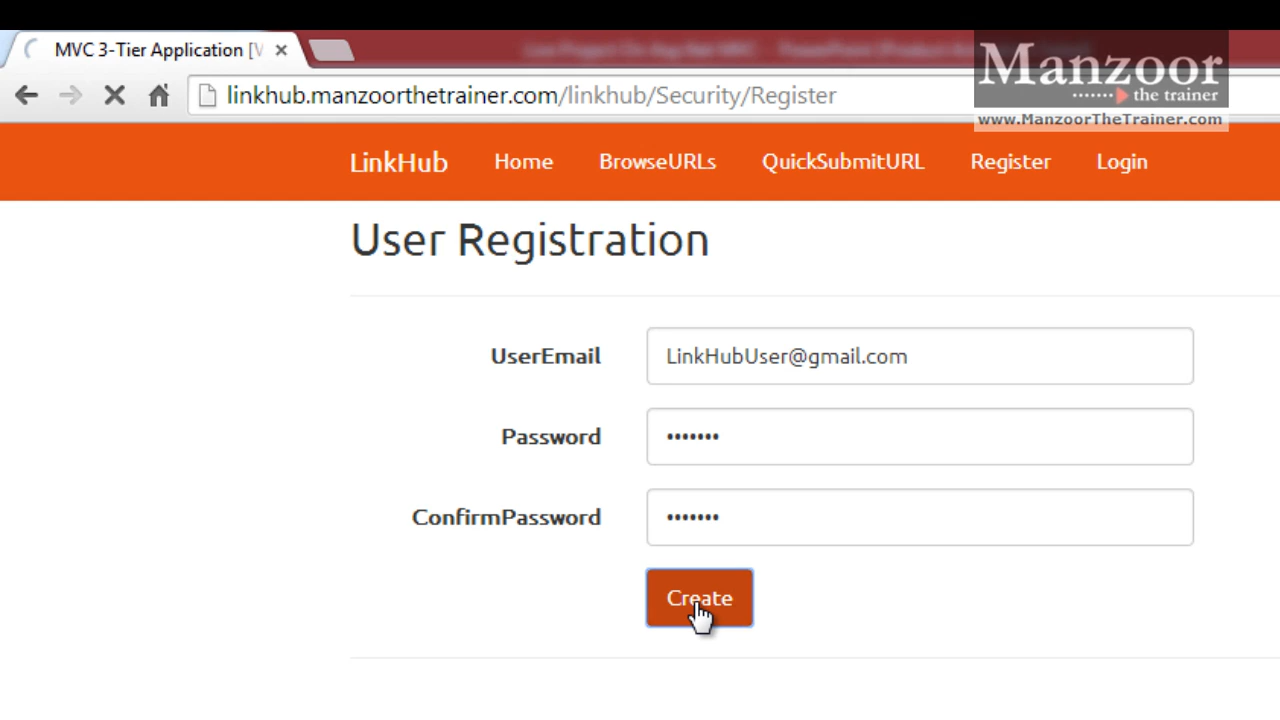 MVC 3-Tier Application [V
Manzoor
the trainer
www.ManzoorTheTrainer.com
linkhub.manzoorthetrainer.com/linkhub/Security/Register
LinkHub Home BrowseURLs QuickSubmitURL Register Login
User Registration
UserEmail LinkHubUser@gmail.com
Password •••••••
ConfirmPassword •••••••
Create